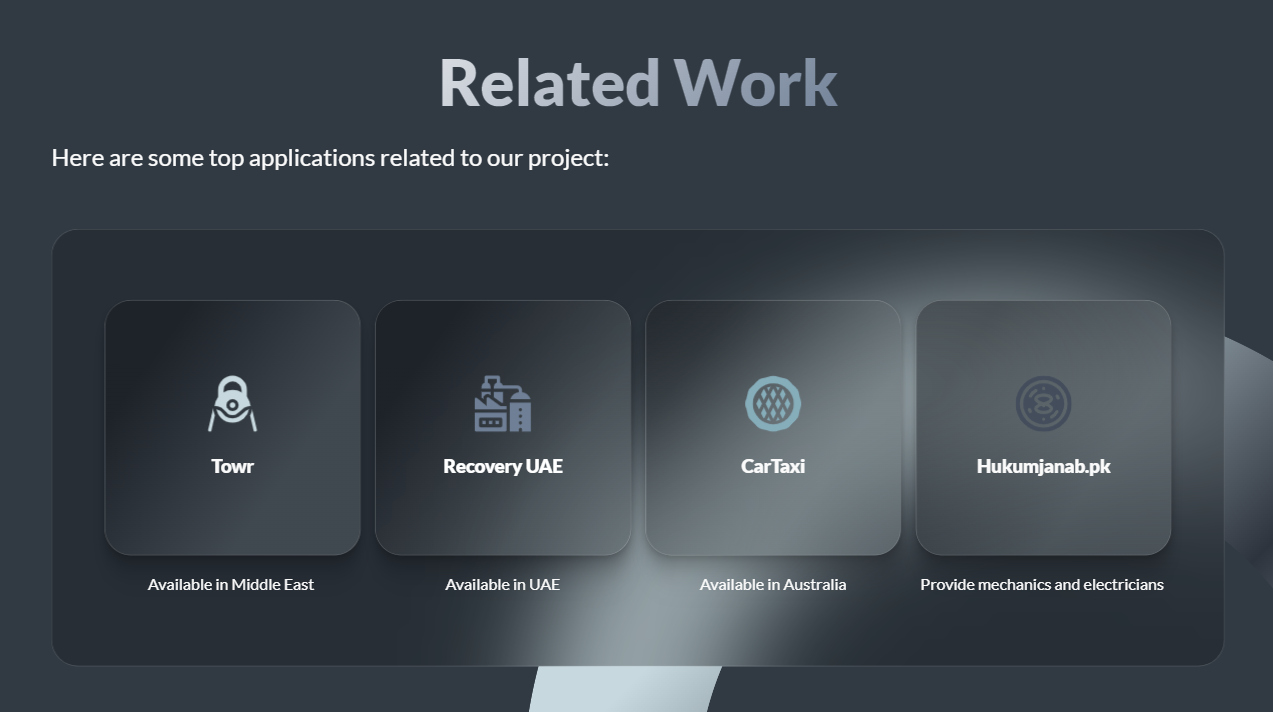 Related Work
Here are some top applications related to our project:
Towr
Recovery UAE
CarTaxi
Hukumjanab.pk
Available in Middle East
Available in UAE
Available in Australia
Provide mechanics and electricians